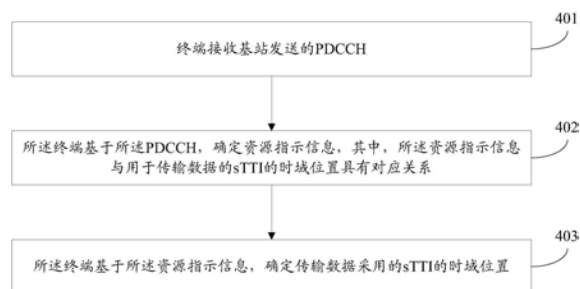 401
终端接收基站发送的PDCCH
402
所述终端基于所述PDCCH，确定资源指示信息，其中，所述资源指示信息
与用于传输数据的sTTI的时域位置具有对应关系
403
所述终端基于所述资源指示信息，确定传输数据采用的sTTI的时域位置